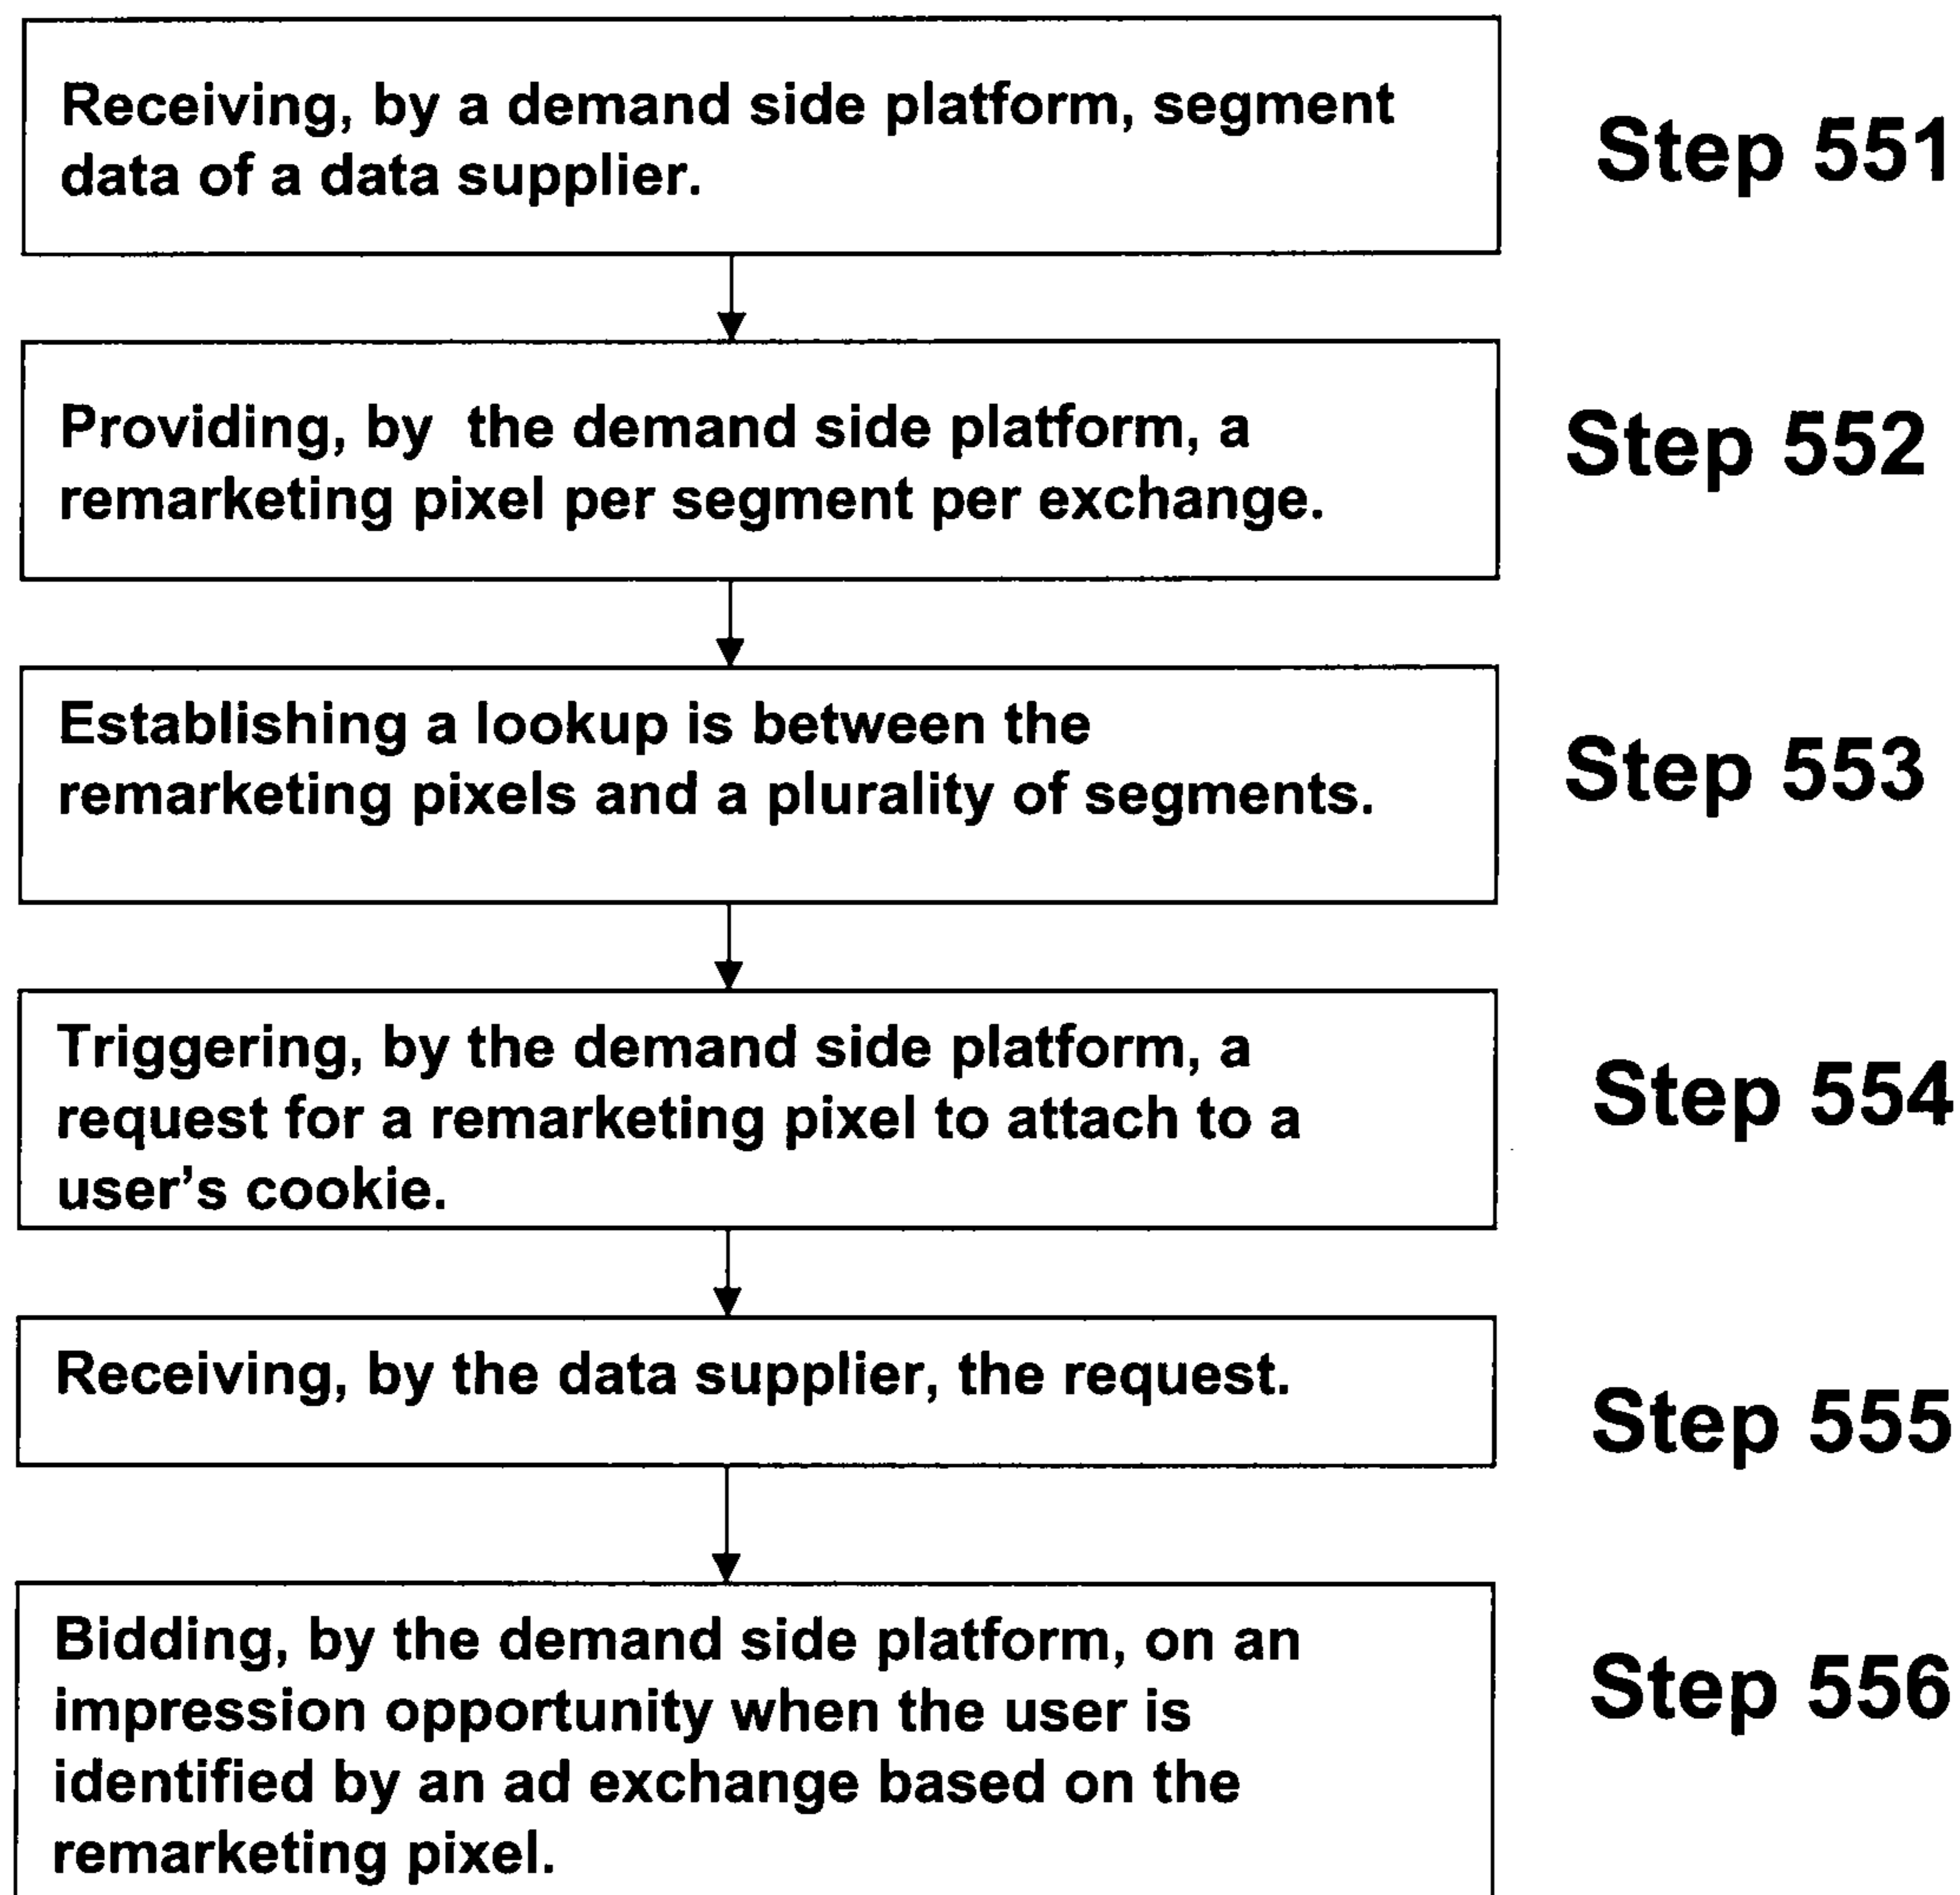 Receiving, by a demand side platform, segment
data of a data supplier.
Step 551
Providing, by the demand side platform, a
remarketing pixel per segment per exchange.
Step 552
Establishing a lookup is between the
remarketing pixels and a plurality of segments.
Step 553
Triggering, by the demand side platform, a
request for a remarketing pixel to attach to a
user’s cookie.
Step 554
Receiving, by the data supplier, the request.
Step 555
Bidding, by the demand side platform, on an
impression opportunity when the user is
identified by an ad exchange based on the
remarketing pixel.
Step 556